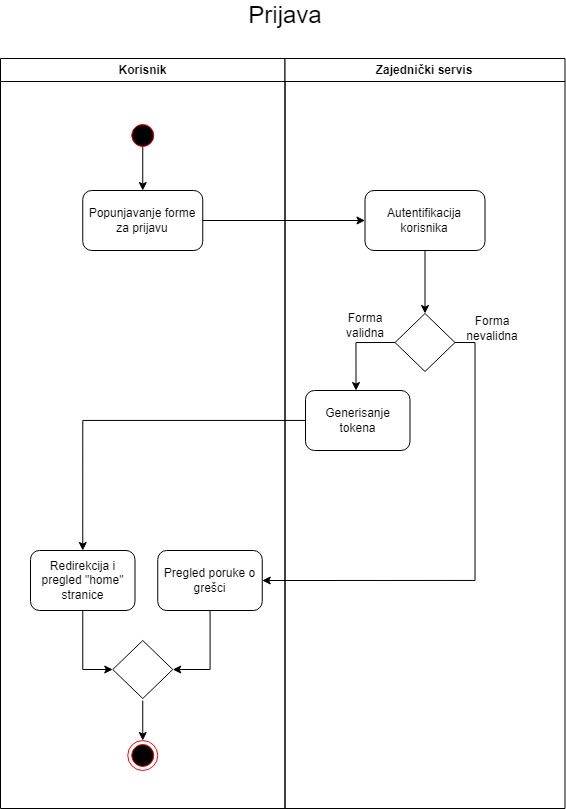 Prijava
Korisnik
Zajednički servis
Popunjavanje forme
za prijavu
Autentifikacija
korisnika
Forma
validna
Forma
nevalidna
Generisanje
tokena
Redirekcija i
pregled "home"
stranice
Pregled poruke o
grešci